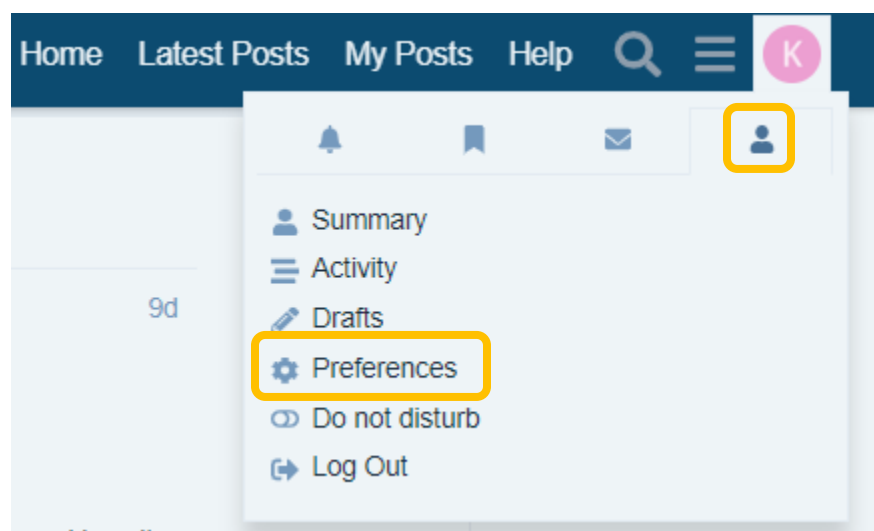 Home Latest Posts My Posts Help K
Summary
Activity
9d
Drafts
Preferences
Do not disturb
Log Out